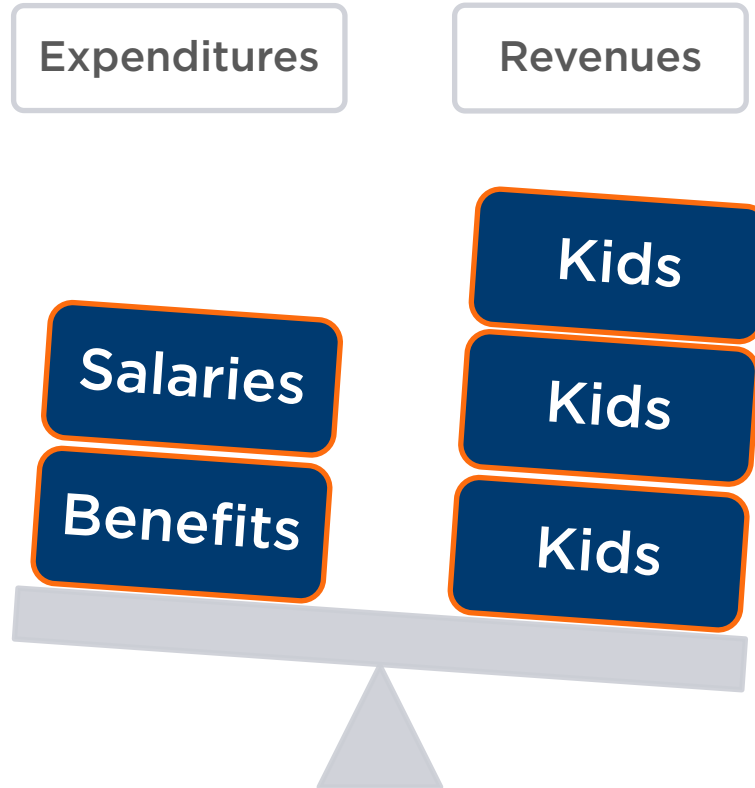 Expenditures
Revenues
Kids
Salaries
Kids
Benefits
Kids